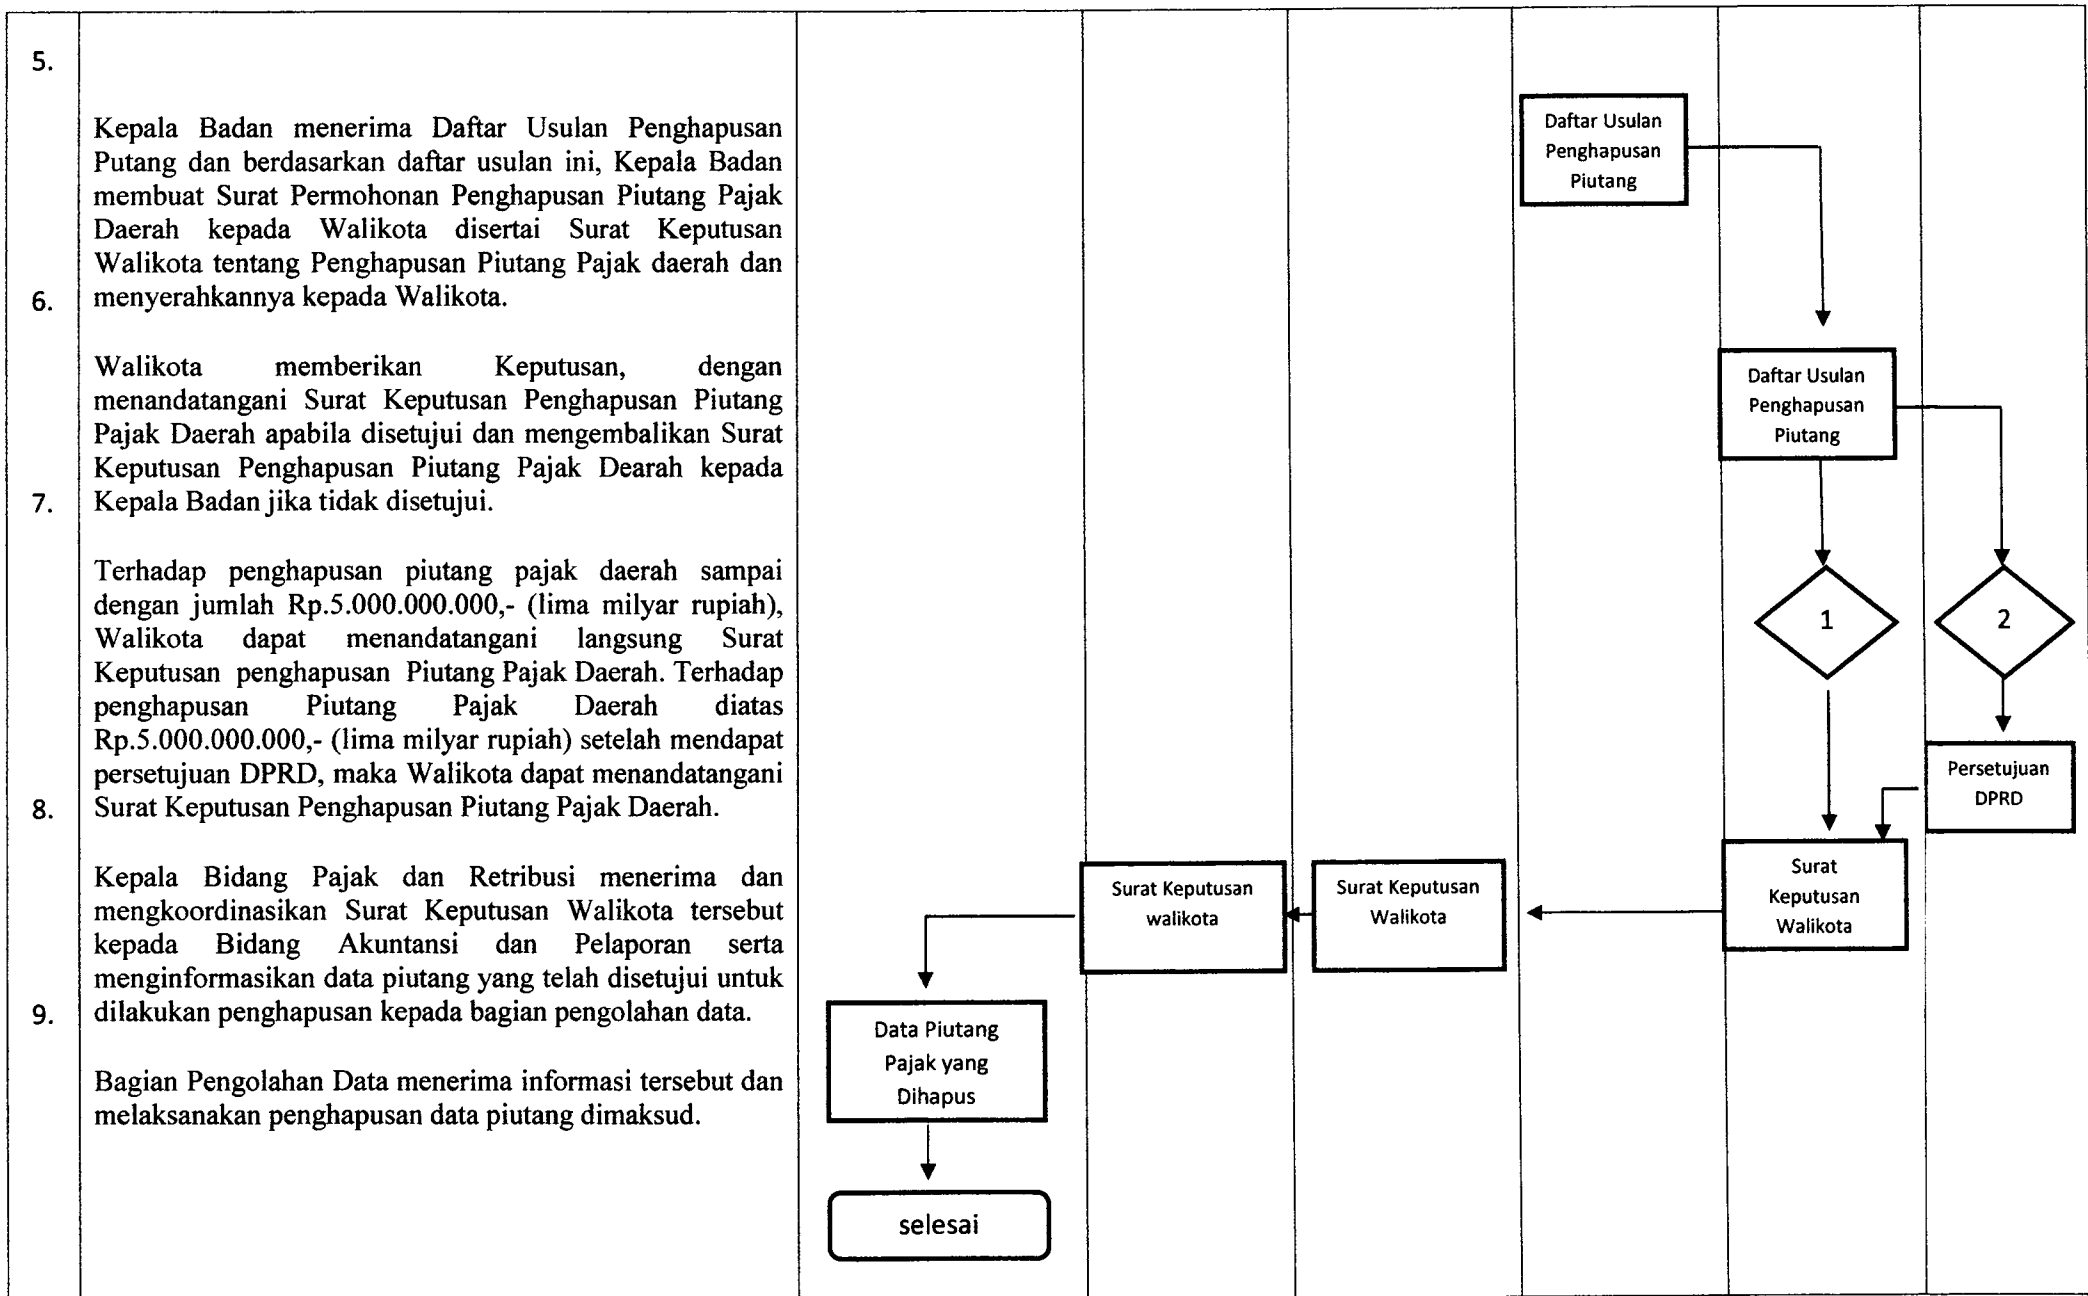 5.
Kepala Badan menerima Daftar Usulan Penghapusan
Putang dan berdasarkan daftar usulan ini, Kepala Badan
membuat Surat Permohonan Penghapusan Piutang Pajak
Daerah kepada Walikota disertai Surat Keputusan
Walikota tentang Penghapusan Piutang Pajak daerah dan
menyerahkannya kepada Walikota.
6.
Walikota memberikan Keputusan, dengan
menandatangani Surat Keputusan Penghapusan Piutang
Pajak Daerah apabila disetujui dan mengembalikan Surat
Keputusan Penghapusan Piutang Pajak Dearah kepada
Kepala Badan jika tidak disetujui.
7.
Terhadap penghapusan piutang pajak daerah sampai
dengan jumlah Rp.5.000.000.000,- (lima milyar rupiah),
Walikota dapat menandatangani langsung Surat
Keputusan penghapusan Piutang Pajak Daerah. Terhadap
penghapusan Piutang Pajak Daerah diatas
Rp.5.000.000.000,- (lima milyar rupiah) setelah mendapat
persetujuan DPRD, maka Walikota dapat menandatangani
Surat Keputusan Penghapusan Piutang Pajak Daerah.
8.
Kepala Bidang Pajak dan Retribusi menerima dan
mengkoordinasikan Surat Keputusan Walikota tersebut
kepada Bidang Akuntansi dan Pelaporan serta
menginformasikan data piutang yang telah disetujui untuk
dilakukan penghapusan kepada bagian pengolahan data.
9.
Bagian Pengolahan Data menerima informasi tersebut dan
melaksanakan penghapusan data piutang dimaksud.
Daftar Usulan
Penghapusan
Piutang
Daftar Usulan
Penghapusan
Piutang
1
2
Persetujuan
DPRD
Surat
Keputusan
Walikota
Surat Keputusan
Walikota
Surat Keputusan
walikota
Data Piutang
Pajak yang
Dihapus
selesai